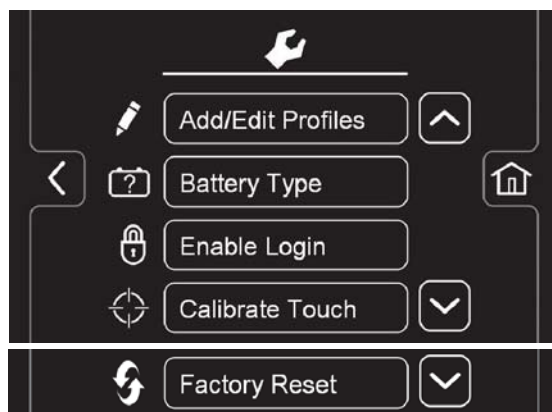 Add/Edit Profiles
Battery Type
Enable Login
Calibrate Touch
Factory Reset